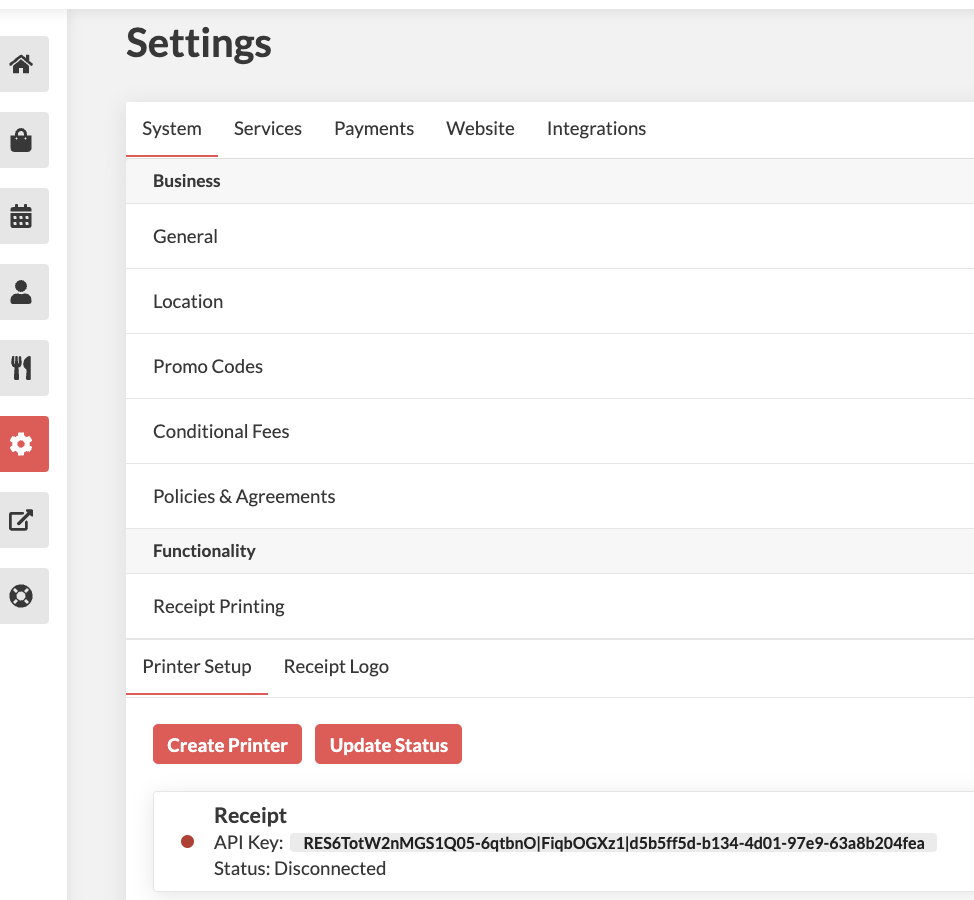 Settings
System Services Payments Website Integrations
Business
General
Location
Promo Codes
Conditional Fees
Policies & Agreements
Functionality
Receipt Printing
Printer Setup Receipt Logo
Create Printer Update Status
Receipt
API Key: RES6TotW2nMGS1Q05-6qtbnO|FiqbOGXz1|d5b5ff5d-b134-4d01-97e9-63a8b204fea
Status: Disconnected